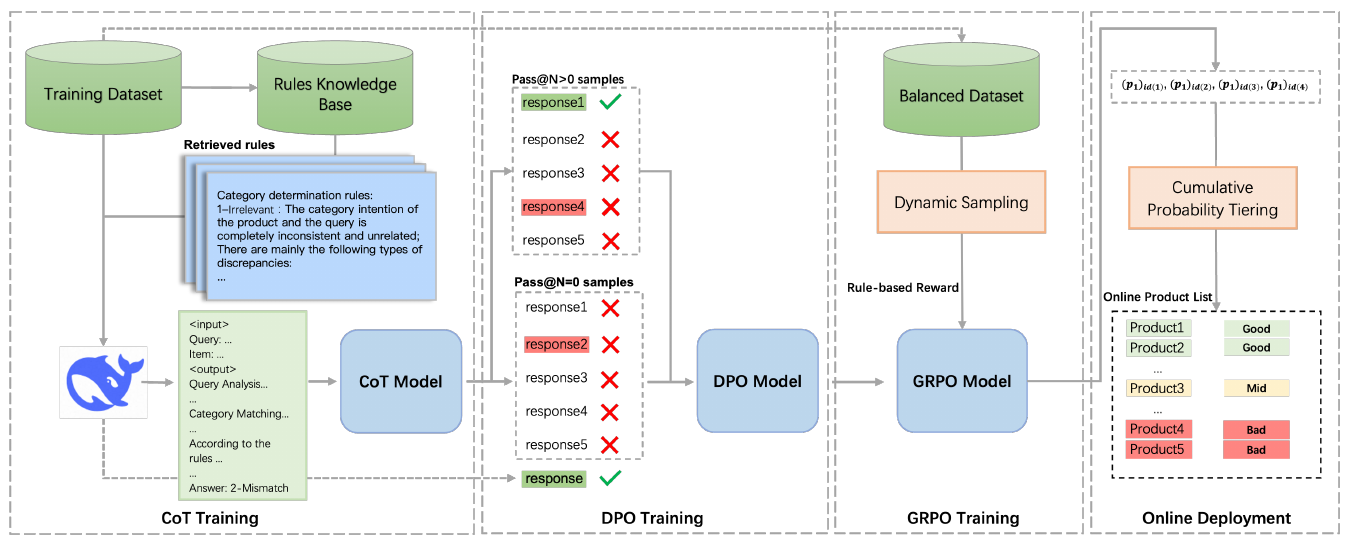 Training Dataset
Rules Knowledge
Base
Retrieved rules
Category determination rules:
1–Irrelevant : The category intention of
the product and the query is
completely inconsistent and unrelated;
There are mainly the following types of
discrepancies:
...
<input>
Query: ...
Item: ...
<output>
Query Analysis...
...
Category Matching...
...
According to the
rules ...
...
Answer: 2-Mismatch
CoT Model
CoT Training
Pass@N>0 samples
response1
response2
response3
response4
response5
Pass@N=0 samples
response1
response2
response3
response4
response5
response
DPO Model
DPO Training
Balanced Dataset
Dynamic Sampling
Rule-based Reward
GRPO Model
GRPO Training
(p₁)id(1), (p₁)id(2), (p₁)id(3), (p₁)id(4)
Cumulative
Probability Tiering
Online Product List
Product1 Good
Product2 Good
...
Product3 Mid
...
Product4 Bad
Product5 Bad
Online Deployment